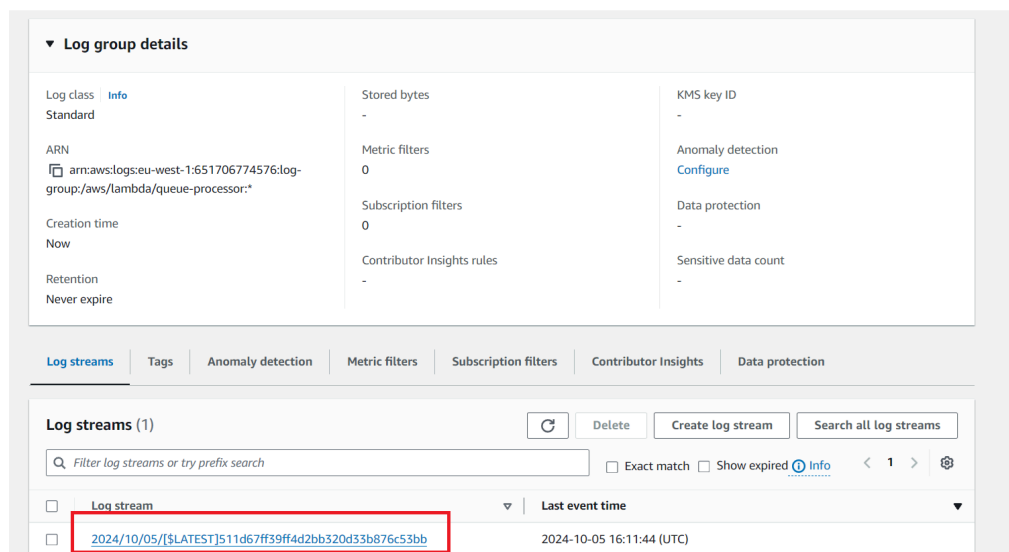 Log group details
Log class Info
Standard
ARN
arn:aws:logs:eu-west-1:651706774576:log-
group:/aws/lambda/queue-processor:*
Creation time
Now
Retention
Never expire
Stored bytes
-
Metric filters
0
Subscription filters
0
Contributor Insights rules
-
KMS key ID
-
Anomaly detection
Configure
Data protection
-
Sensitive data count
-
Log streams Tags Anomaly detection Metric filters Subscription filters Contributor Insights Data protection
Log streams (1) Delete Create log stream Search all log streams
Filter log streams or try prefix search Exact match Show expired Info 1
Log stream Last event time
2024/10/05/[$LATEST]511d67ff39ff4d2bb320d33b876c53bb 2024-10-05 16:11:44 (UTC)